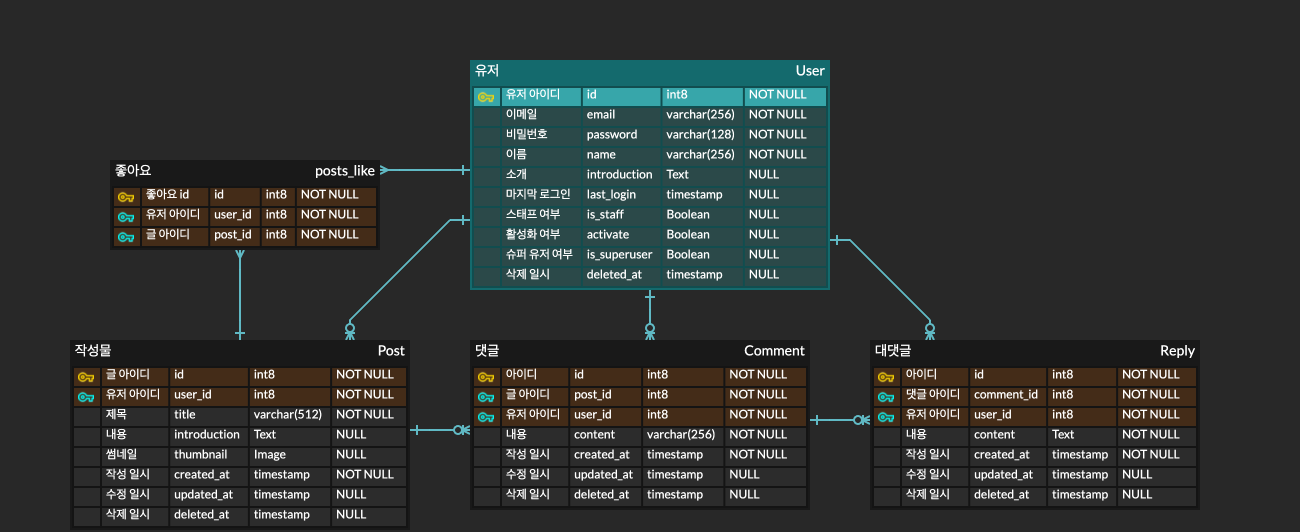 유저 User
유저 아이디 id int8 NOT NULL
이메일 email varchar(256) NOT NULL
비밀번호 password varchar(128) NOT NULL
이름 name varchar(256) NOT NULL
소개 introduction Text NULL
마지막 로그인 last_login timestamp NULL
스태프 여부 is_staff Boolean NULL
활성화 여부 activate Boolean NULL
슈퍼 유저 여부 is_superuser Boolean NULL
삭제 일시 deleted_at timestamp NULL
좋아요 posts_like
좋아요 id id int8 NOT NULL
유저 아이디 user_id int8 NOT NULL
글 아이디 post_id int8 NOT NULL
작성물 Post
글 아이디 id int8 NOT NULL
유저 아이디 user_id int8 NOT NULL
제목 title varchar(512) NOT NULL
내용 introduction Text NULL
썸네일 thumbnail Image NULL
작성 일시 created_at timestamp NOT NULL
수정 일시 updated_at timestamp NULL
삭제 일시 deleted_at timestamp NULL
댓글 Comment
아이디 id int8 NOT NULL
글 아이디 post_id int8 NOT NULL
유저 아이디 user_id int8 NOT NULL
내용 content varchar(256) NOT NULL
작성 일시 created_at timestamp NOT NULL
수정 일시 updated_at timestamp NULL
삭제 일시 deleted_at timestamp NULL
대댓글 Reply
아이디 id int8 NOT NULL
댓글 아이디 comment_id int8 NOT NULL
유저 아이디 user_id int8 NOT NULL
내용 content Text NOT NULL
작성 일시 created_at timestamp NOT NULL
수정 일시 updated_at timestamp NULL
삭제 일시 deleted_at timestamp NULL